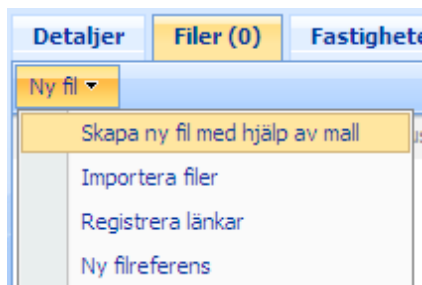 Detaljer Filer (0) Fastighete
Ny fil
Skapa ny fil med hjälp av mall
Importera filer
Registrera länkar
Ny filreferens